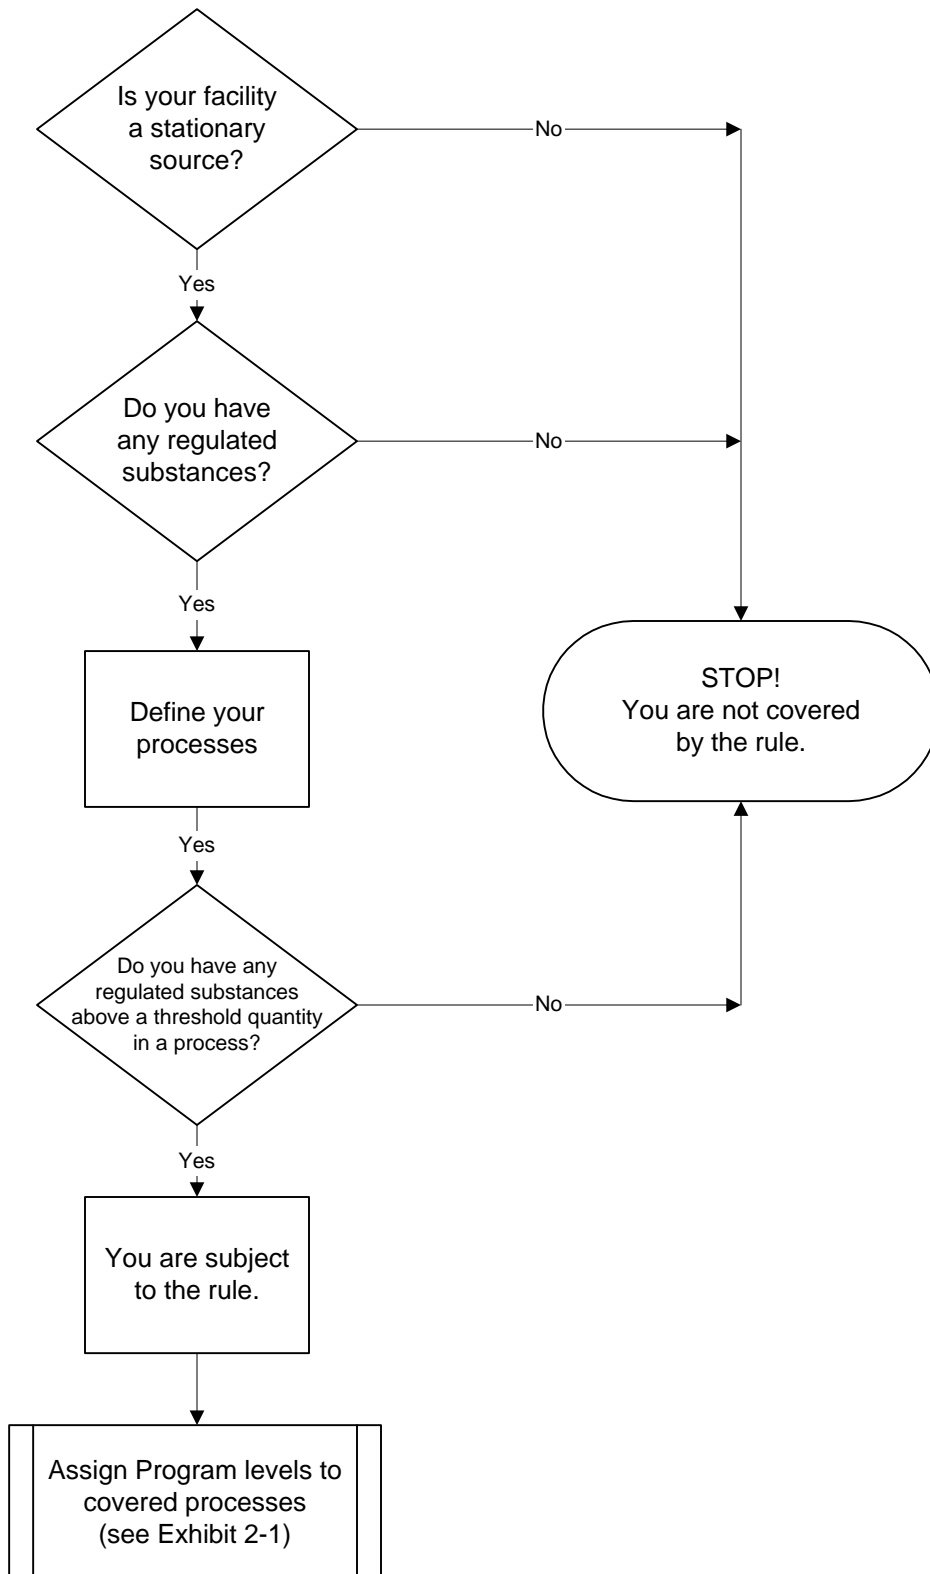 Is your facility
a stationary
source?
No
Yes
Do you have
any regulated
substances?
No
Yes
Define your
processes
STOP!
You are not covered
by the rule.
Yes
Do you have any
regulated substances
above a threshold quantity
in a process?
No
Yes
You are subject
to the rule.
Assign Program levels to
covered processes
(see Exhibit 2-1)